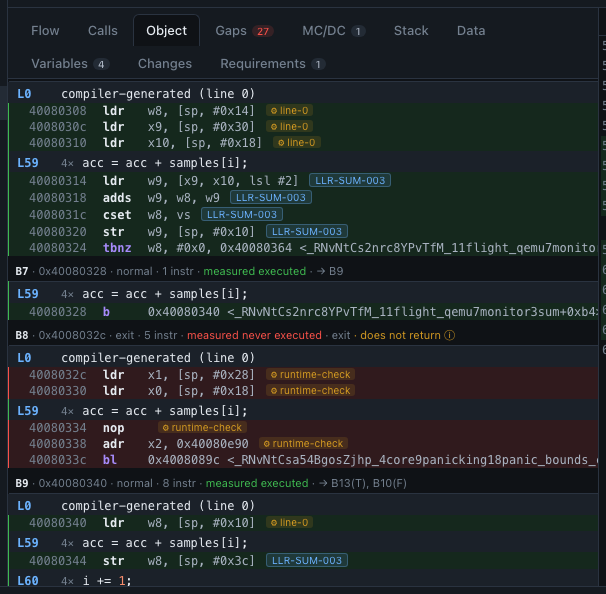 Flow Calls Object Gaps 27 MC/DC 1 Stack Data
Variables 4 Changes Requirements 1
L0 compiler-generated (line 0)
40080308 ldr w8, [sp, #0x14] line-0
4008030c ldr x9, [sp, #0x30] line-0
40080310 ldr x10, [sp, #0x18] line-0
L59 4× acc = acc + samples[i];
40080314 ldr w9, [x9, x10, lsl #2] LLR-SUM-003
40080318 adds w9, w8, w9 LLR-SUM-003
4008031c cset w8, vs LLR-SUM-003
40080320 str w9, [sp, #0x10] LLR-SUM-003
40080324 tbnz w8, #0x0, 0x40080364 <_RNvNtCs2nrc8YPvTfM_11flight_qemu7monito
B7 · 0x40080328 · normal · 1 instr · measured executed · → B9
L59 4× acc = acc + samples[i];
40080328 b 0x40080340 <_RNvNtCs2nrc8YPvTfM_11flight_qemu7monitor3sum+0xb4>
B8 · 0x4008032c · exit · 5 instr · measured never executed · exit · does not return ⓘ
L0 compiler-generated (line 0)
4008032c ldr x1, [sp, #0x28] runtime-check
40080330 ldr x0, [sp, #0x18] runtime-check
L59 4× acc = acc + samples[i];
40080334 nop runtime-check
40080338 adr x2, 0x40080e90 runtime-check
4008033c bl 0x4008089c <_RNvNtCsa54BgosZjhp_4core9panicking18panic_bounds_
B9 · 0x40080340 · normal · 8 instr · measured executed · → B13(T), B10(F)
L0 compiler-generated (line 0)
40080340 ldr w8, [sp, #0x10] line-0
L59 4× acc = acc + samples[i];
40080344 str w8, [sp, #0x3c] LLR-SUM-003
L60 4× i += 1;